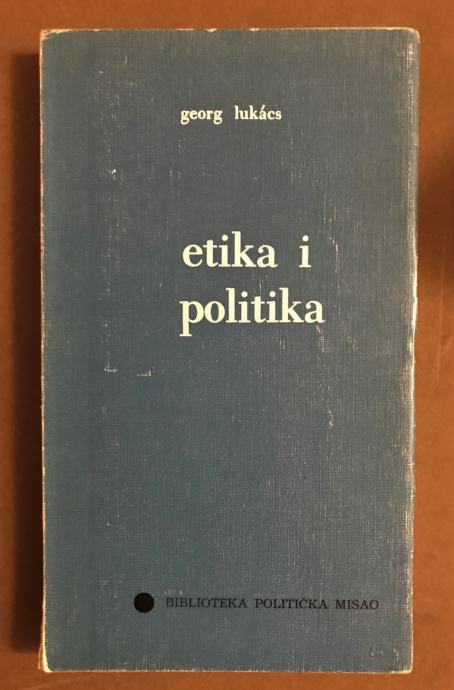 georg lukács
etika i
politika
BIBLIOTEKA POLITIČKA MISAO